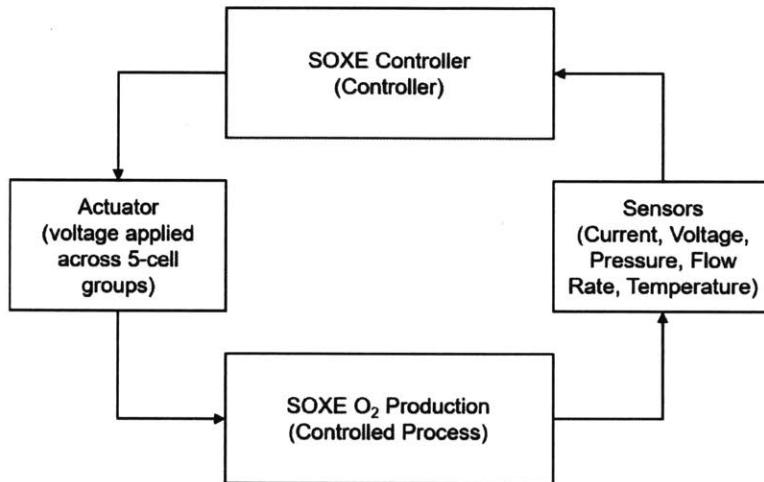 SOXE Controller
(Controller)
Actuator
(voltage applied
across 5-cell
groups)
Sensors
(Current, Voltage,
Pressure, Flow
Rate, Temperature)
SOXE O₂ Production
(Controlled Process)